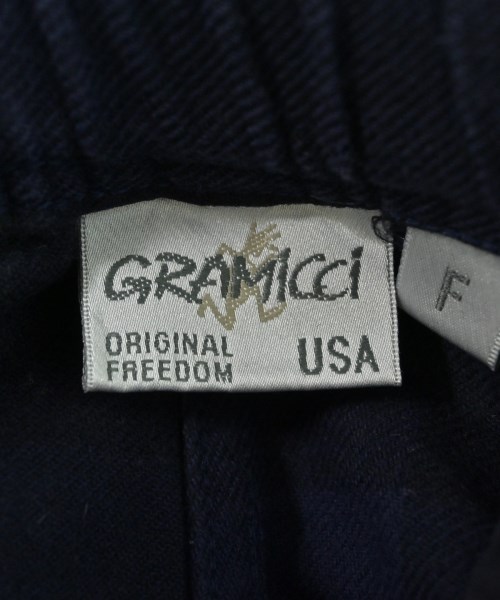 GRAMICCi
ORIGINAL
FREEDOM
USA
F